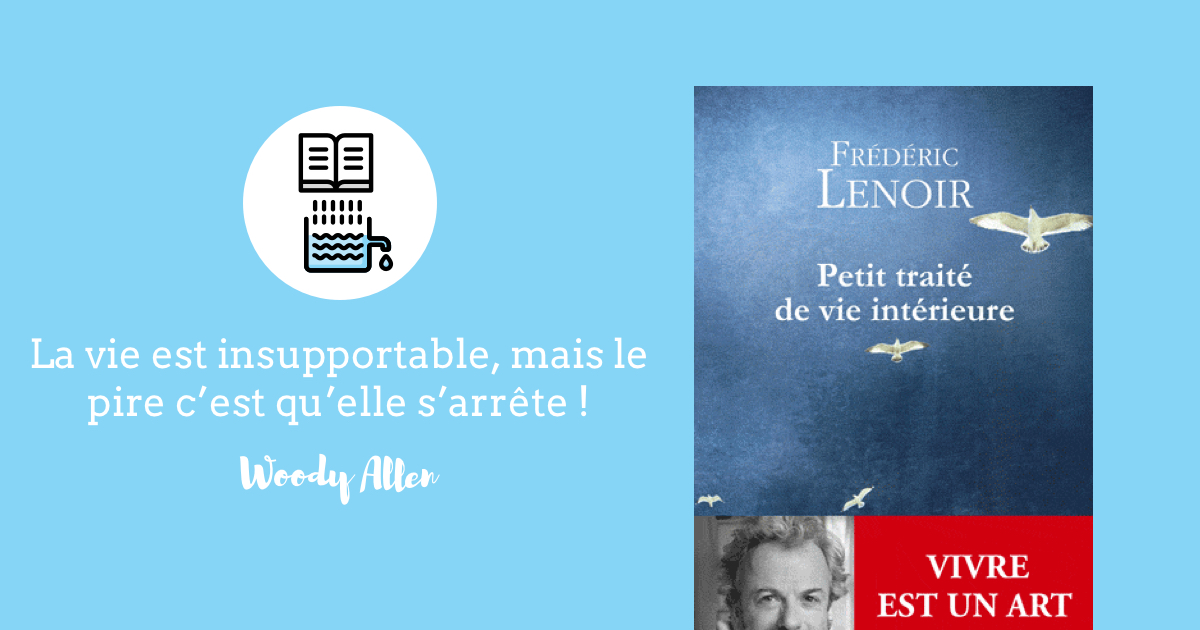 La vie est insupportable, mais le
pire c’est qu’elle s’arrête !
Woody Allen
FRÉDÉRIC
LENOIR
Petit traité
de vie intérieure
VIVRE
EST UN ART